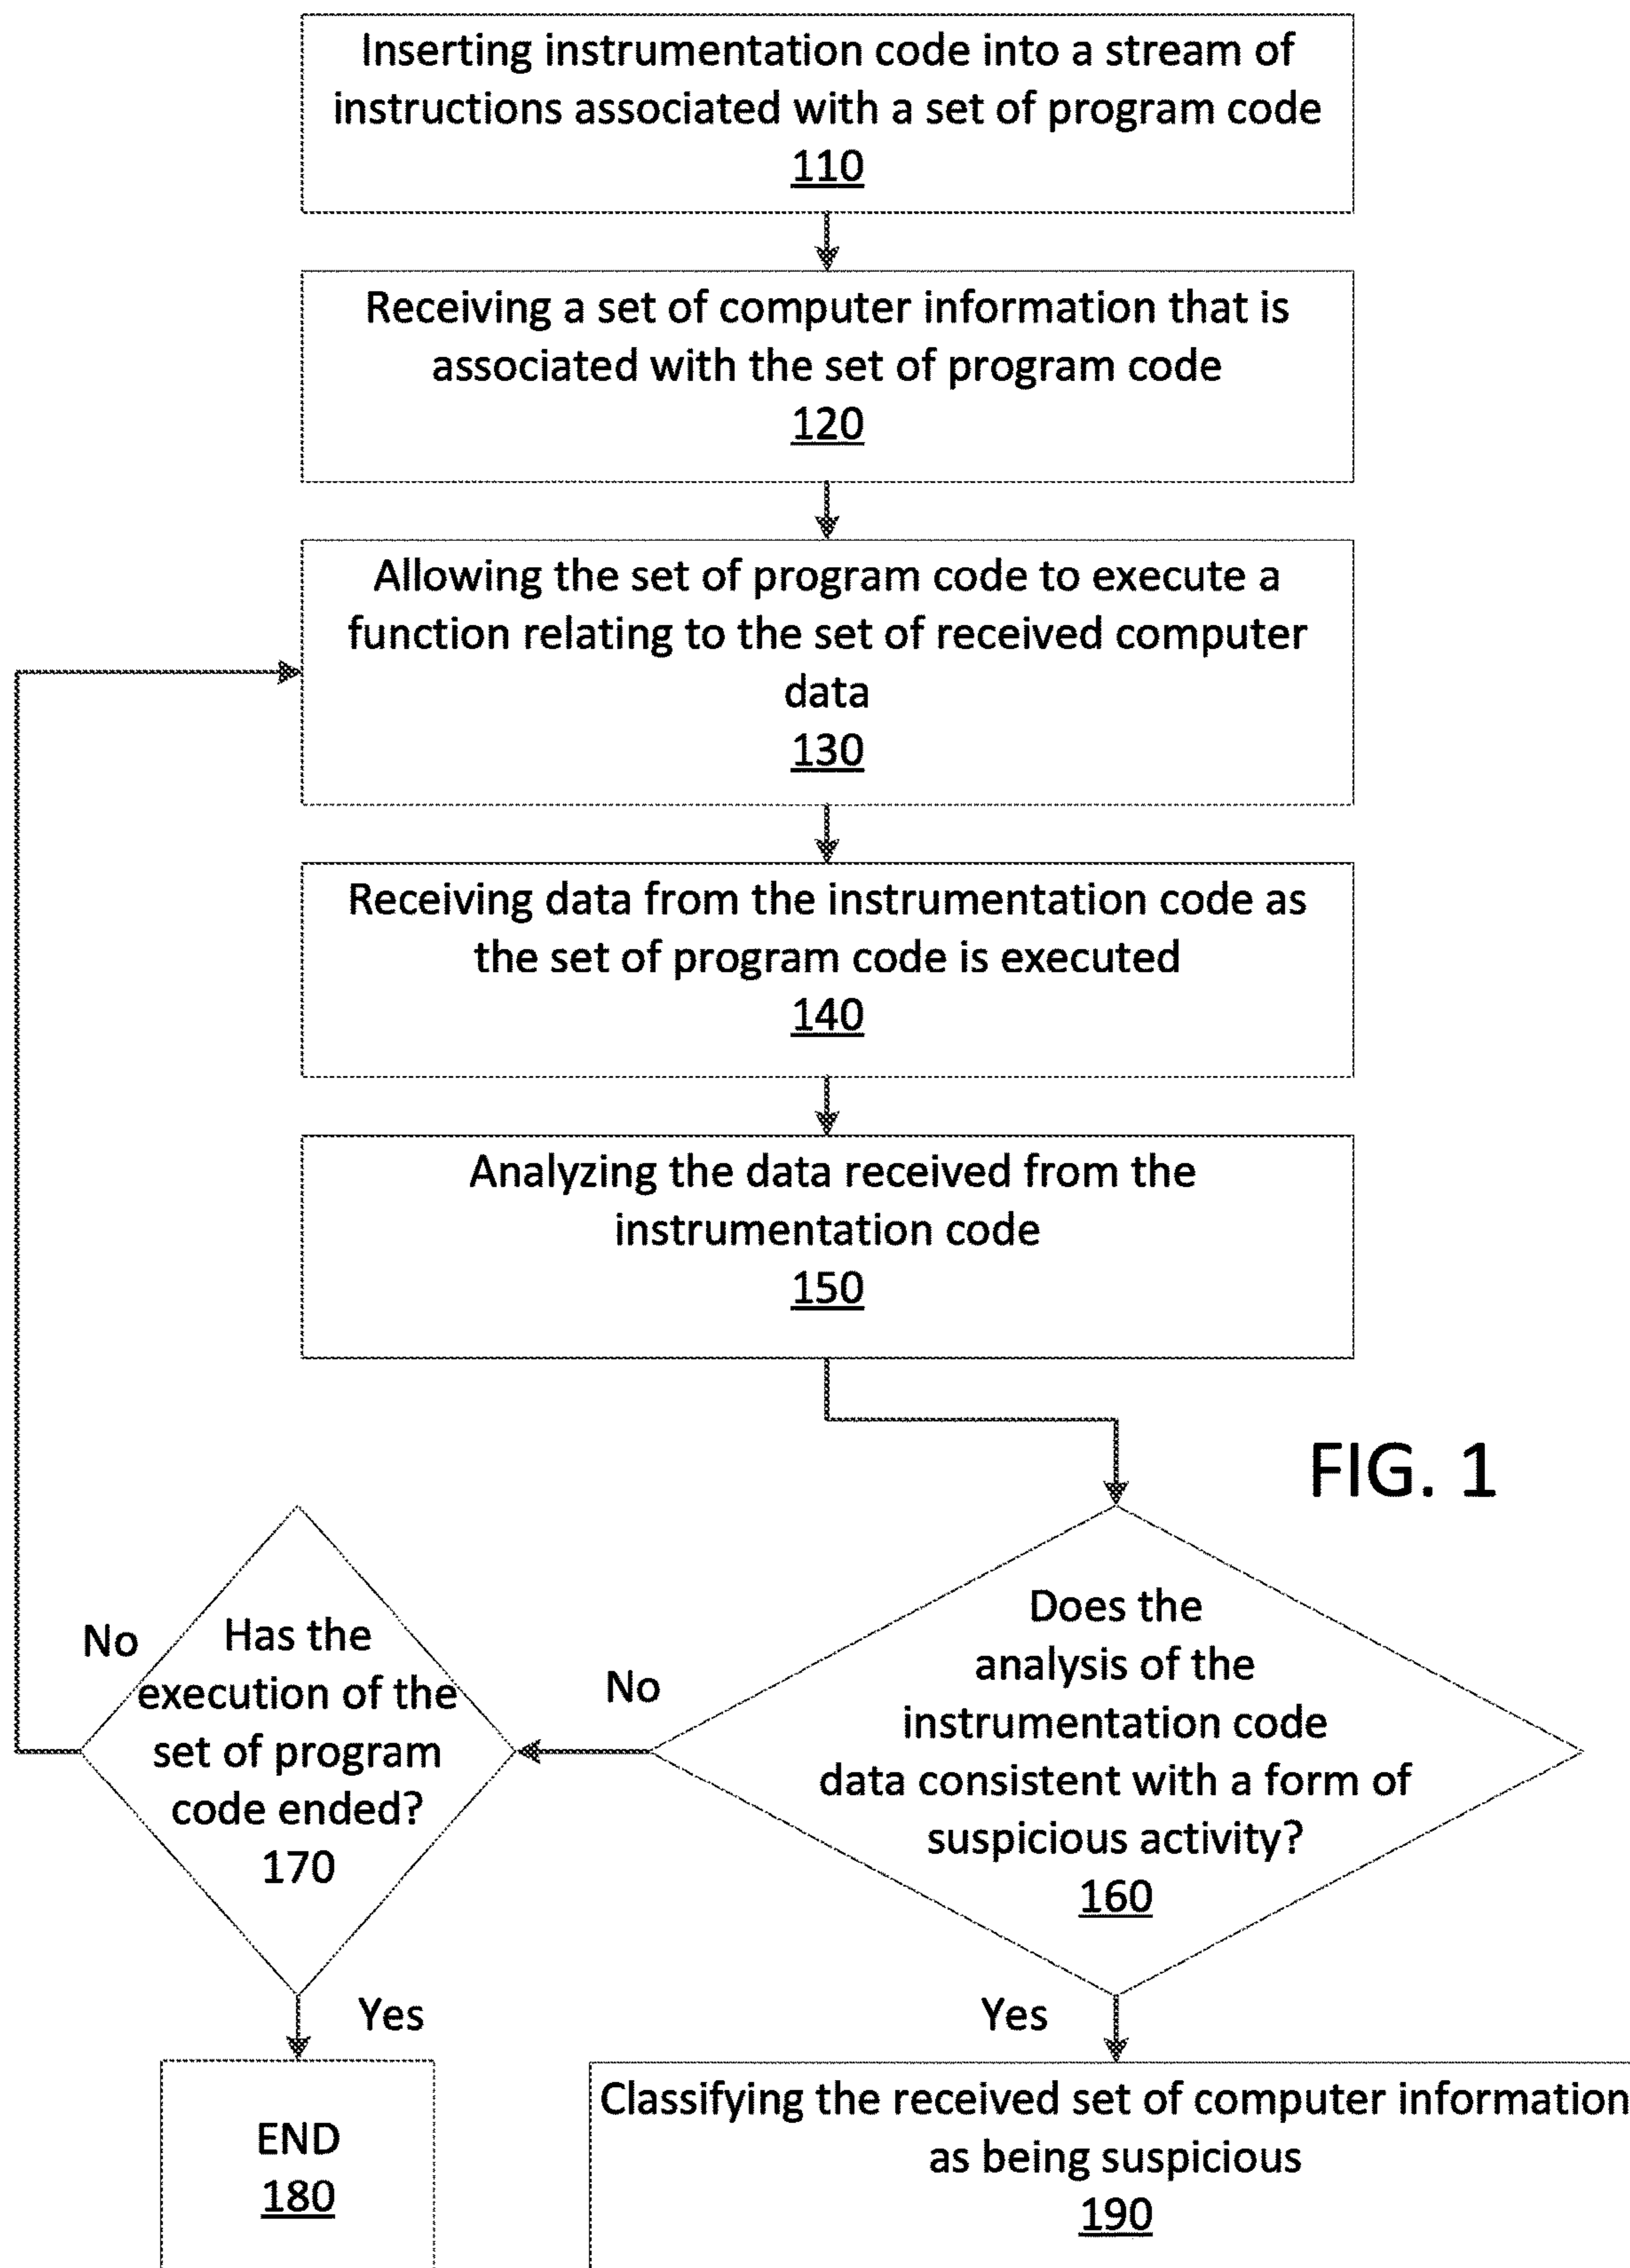 Inserting instrumentation code into a stream of
instructions associated with a set of program code
110
Receiving a set of computer information that is
associated with the set of program code
120
Allowing the set of program code to execute a
function relating to the set of received computer
data
130
Receiving data from the instrumentation code as
the set of program code is executed
140
Analyzing the data received from the
instrumentation code
150
FIG. 1
Does the
analysis of the
instrumentation code
data consistent with a form of
suspicious activity?
160
No
Has the
execution of the
set of program
code ended?
170
No
Yes
END
180
Yes
Classifying the received set of computer information
as being suspicious
190